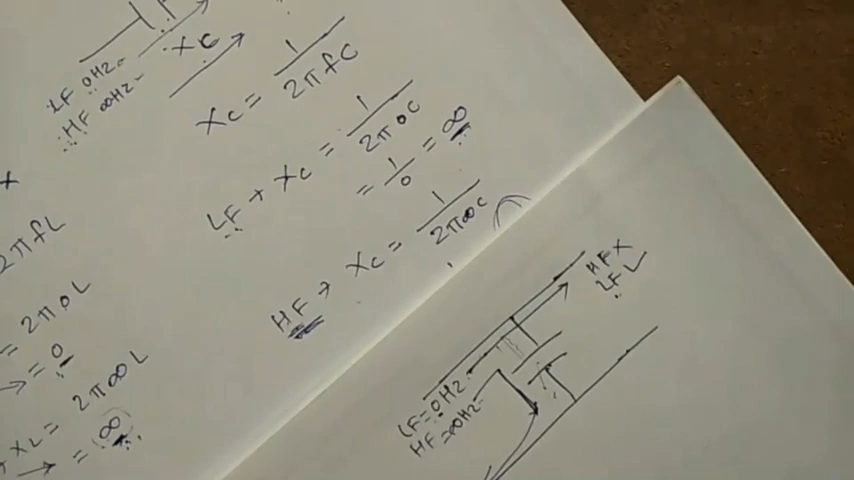 LF 0Hz-
HF ∞Hz-
XC
XC = 1/2πfC
LF → XC = 1/2π0C
= 1/0 = ∞
HF → XC = 1/2π∞C
2πfL
= 2π0L
→ = 0
XL = 2π∞L
→ = ∞
HF X
LF ✓
LF=0Hz-
HF=∞Hz-